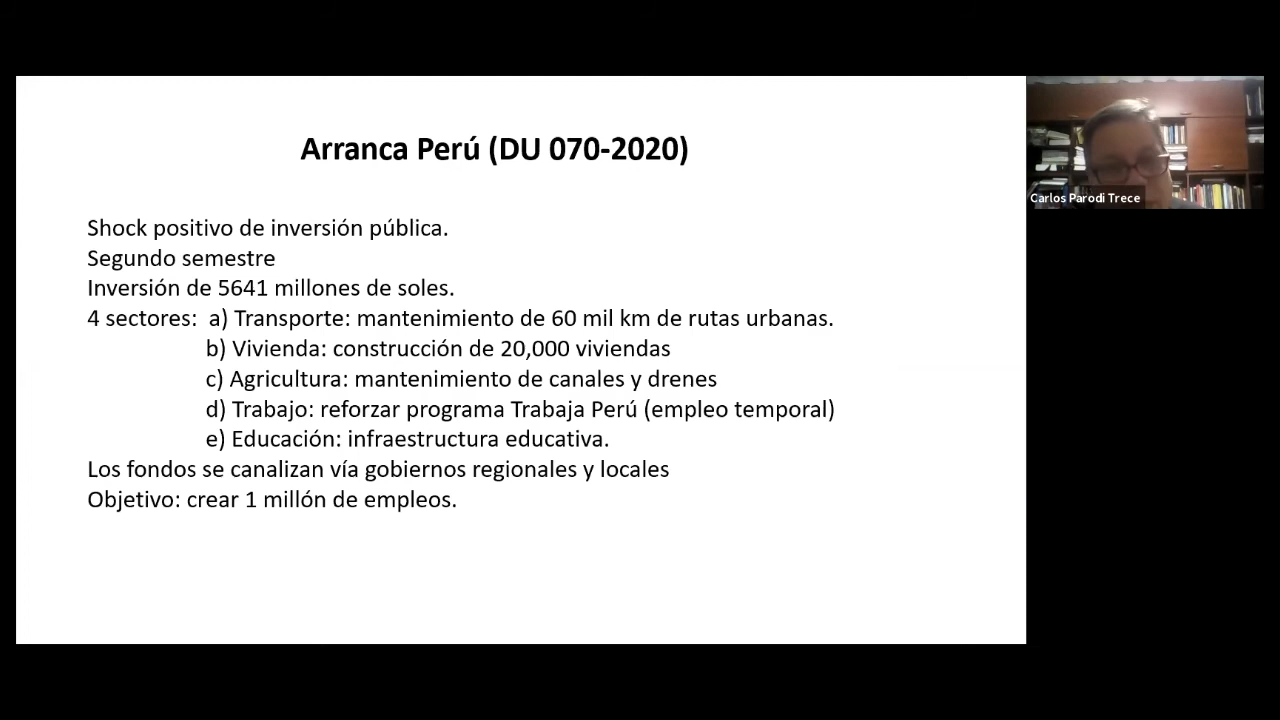 Arranca Perú (DU 070-2020)
Shock positivo de inversión pública.
Segundo semestre
Inversión de 5641 millones de soles.
4 sectores: a) Transporte: mantenimiento de 60 mil km de rutas urbanas.
b) Vivienda: construcción de 20,000 viviendas
c) Agricultura: mantenimiento de canales y drenes
d) Trabajo: reforzar programa Trabaja Perú (empleo temporal)
e) Educación: infraestructura educativa.
Los fondos se canalizan vía gobiernos regionales y locales
Objetivo: crear 1 millón de empleos.
Carlos Parodi Trece